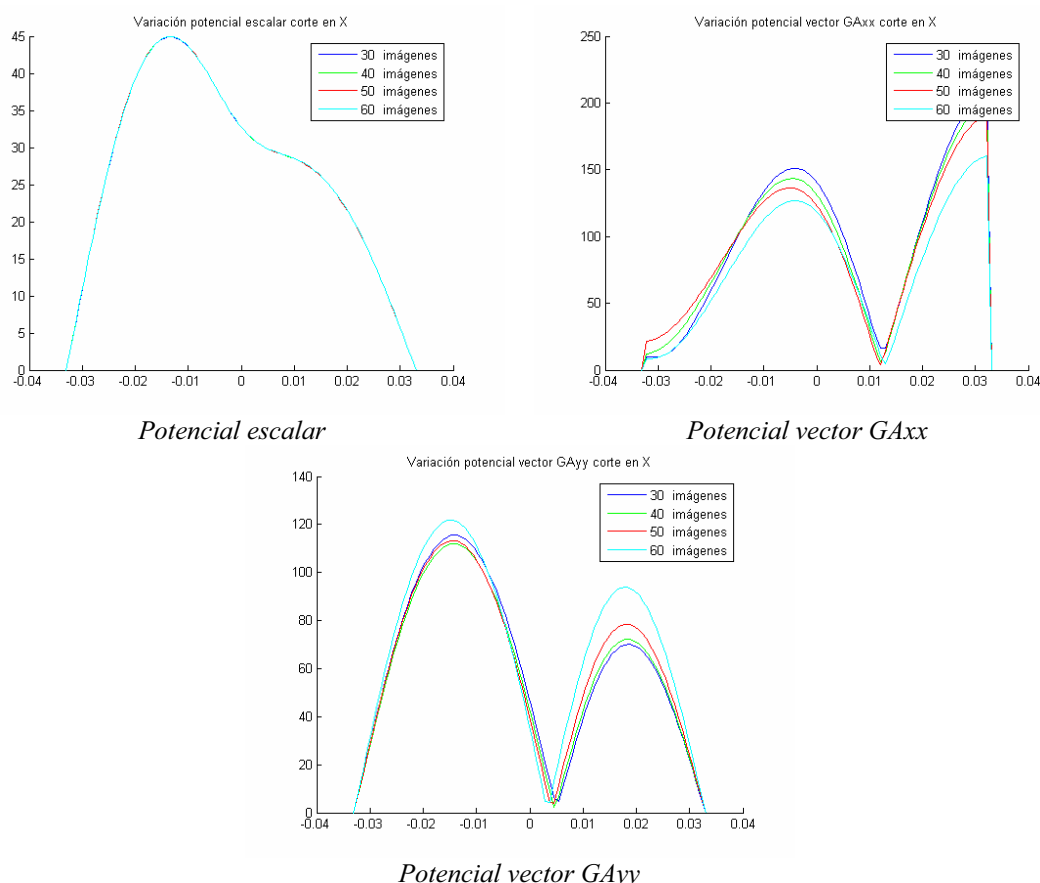 Variación potencial escalar corte en X
45
40
35
30
25
20
15
10
5
0
-0.04 -0.03 -0.02 -0.01 0 0.01 0.02 0.03 0.04
30 imágenes
40 imágenes
50 imágenes
60 imágenes
Potencial escalar
Variación potencial vector GAxx corte en X
250
200
150
100
50
0
-0.04 -0.03 -0.02 -0.01 0 0.01 0.02 0.03 0.04
30 imágenes
40 imágenes
50 imágenes
60 imágenes
Potencial vector GAxx
Variación potencial vector GAyy corte en X
140
120
100
80
60
40
20
0
-0.04 -0.03 -0.02 -0.01 0 0.01 0.02 0.03 0.04
30 imágenes
40 imágenes
50 imágenes
60 imágenes
Potencial vector GAyy